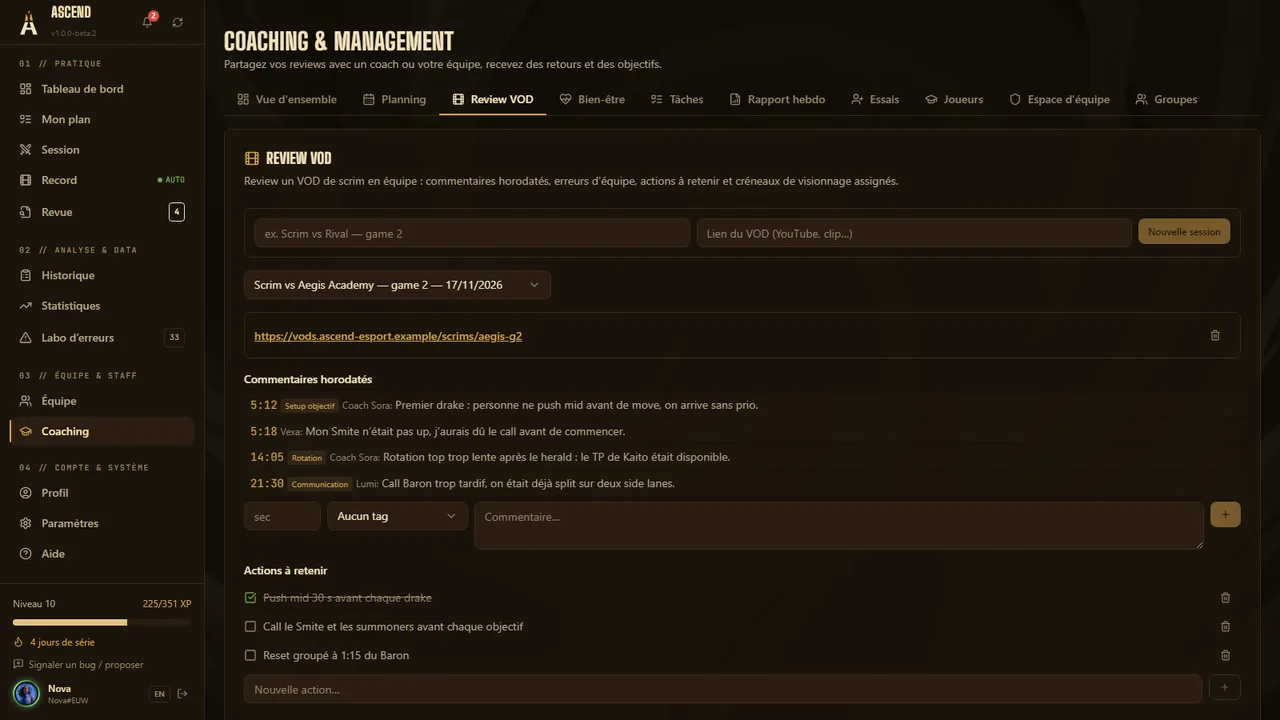 ASCEND
v1.0.0-beta.2
2
01 // PRATIQUE
Tableau de bord
Mon plan
Session
Record
AUTO
Revue
4
02 // ANALYSE & DATA
Historique
Statistiques
Labo d'erreurs
33
03 // ÉQUIPE & STAFF
Équipe
Coaching
04 // COMPTE & SYSTÈME
Profil
Paramètres
Aide
Niveau 10
225/351 XP
4 jours de série
Signaler un bug / proposer
Nova
Nova#EUW
EN
COACHING & MANAGEMENT
Partagez vos reviews avec un coach ou votre équipe, recevez des retours et des objectifs.
Vue d'ensemble
Planning
Review VOD
Bien-être
Tâches
Rapport hebdo
Essais
Joueurs
Espace d'équipe
Groupes
REVIEW VOD
Review un VOD de scrim en équipe : commentaires horodatés, erreurs d'équipe, actions à retenir et créneaux de visionnage assignés.
ex. Scrim vs Rival — game 2
Lien du VOD (YouTube, clip...)
Nouvelle session
Scrim vs Aegis Academy — game 2 — 17/11/2026
https://vods.ascend-esport.example/scrims/aegis-g2
Commentaires horodatés
5:12 Setup objectif Coach Sora: Premier drake : personne ne push mid avant de move, on arrive sans prio.
5:18 Vexa: Mon Smite n'était pas up, j'aurais dû le call avant de commencer.
14:05 Rotation Coach Sora: Rotation top trop lente après le herald : le TP de Kaito était disponible.
21:30 Communication Lumi: Call Baron trop tardif, on était déjà split sur deux side lanes.
sec
Aucun tag
Commentaire...
+
Actions à retenir
Push mid 30 s avant chaque drake
Call le Smite et les summoners avant chaque objectif
Reset groupé à 1:15 du Baron
Nouvelle action...
+